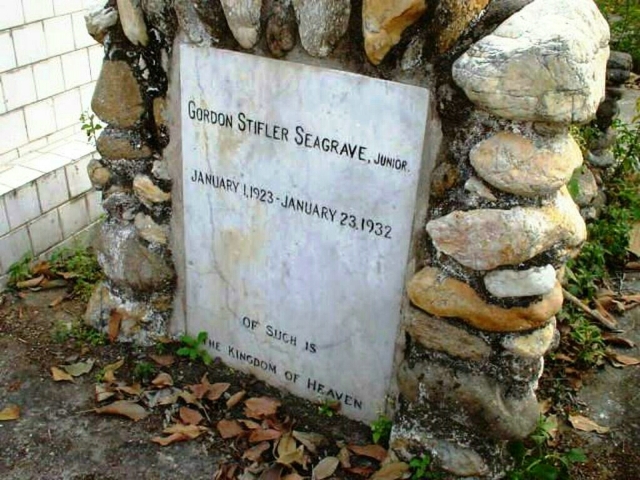 GORDON STIFLER SEAGRAVE, JUNIOR.
JANUARY 1, 1923 - JANUARY 23, 1932
OF SUCH IS
THE KINGDOM OF HEAVEN